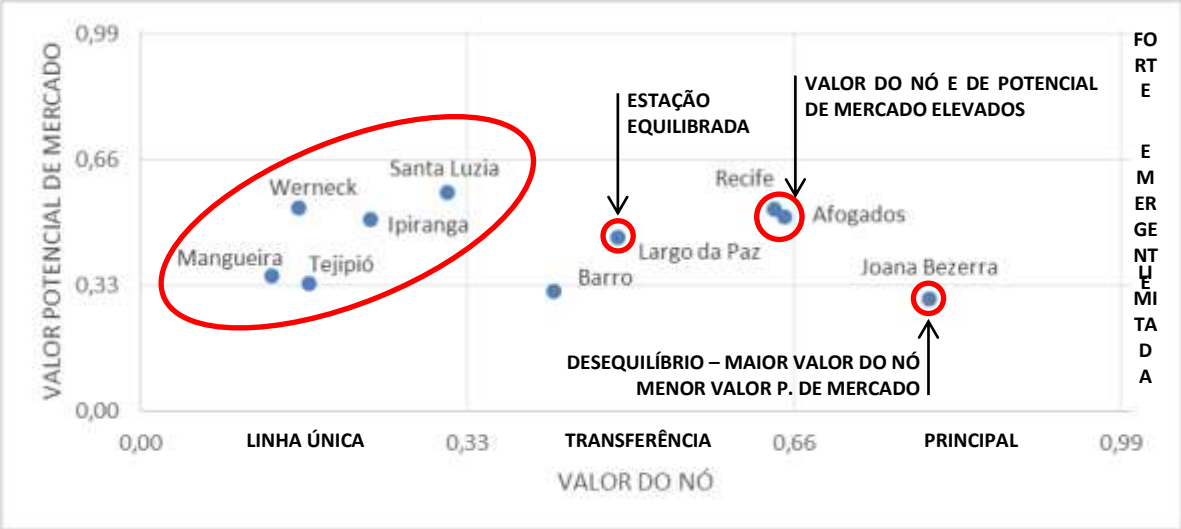 VALOR POTENCIAL DE MERCADO
0,99
0,66
0,33
0,00
FO
RT
E
E
M
ER
GE
NT
E
LI
MI
TA
D
A
VALOR DO NÓ E DE POTENCIAL
DE MERCADO ELEVADOS
ESTAÇÃO
EQUILIBRADA
Santa Luzia
Werneck
Ipiranga
Recife
Afogados
Mangueira
Tejipió
Largo da Paz
Barro
Joana Bezerra
DESEQUILÍBRIO – MAIOR VALOR DO NÓ
MENOR VALOR P. DE MERCADO
0,00
LINHA ÚNICA
0,33
TRANSFERÊNCIA
0,66
PRINCIPAL
0,99
VALOR DO NÓ